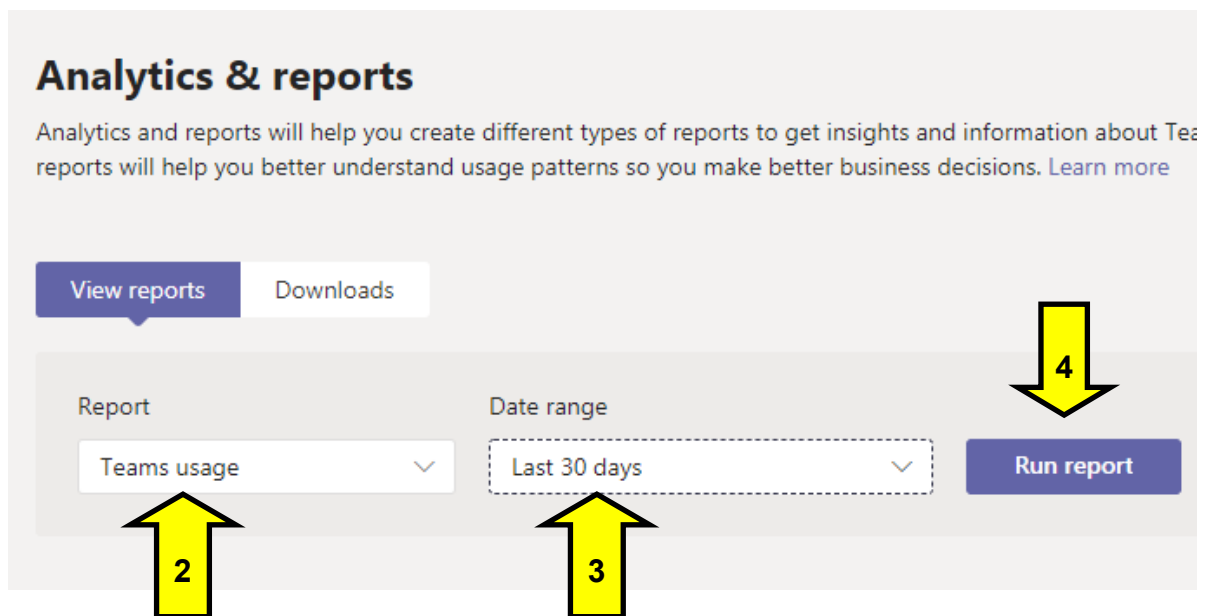 Analytics & reports
Analytics and reports will help you create different types of reports to get insights and information about Tea
reports will help you better understand usage patterns so you make better business decisions. Learn more
View reports Downloads
4
Report Date range
Teams usage Last 30 days Run report
2 3